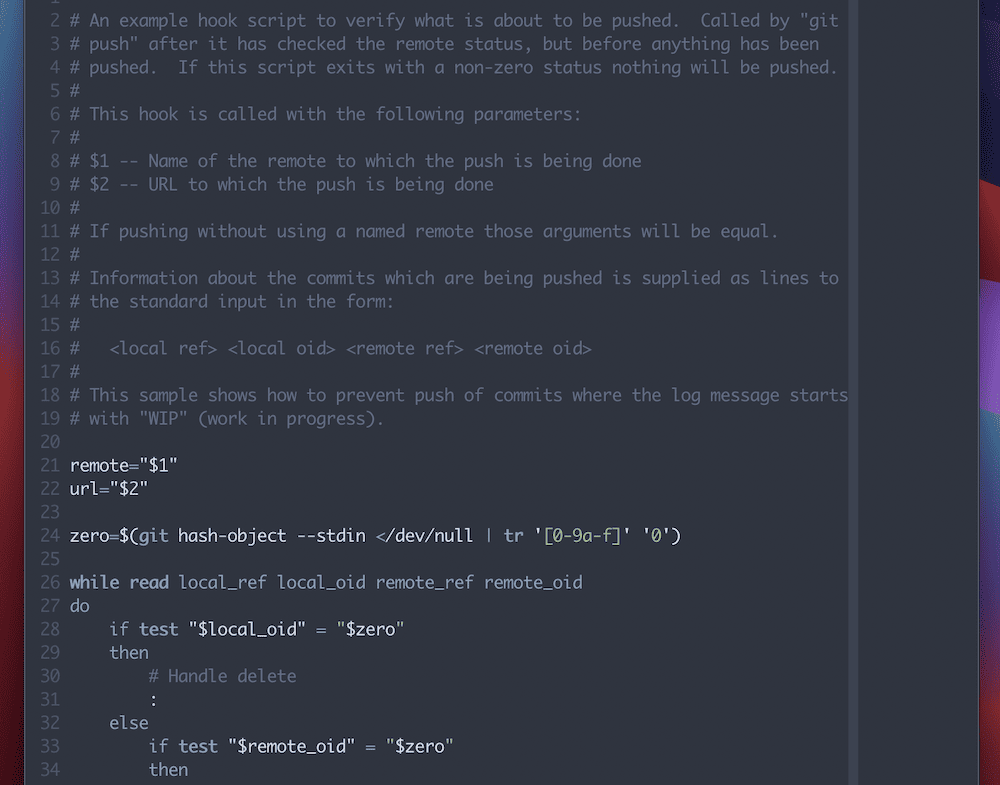 2 # An example hook script to verify what is about to be pushed.  Called by "git
3 # push" after it has checked the remote status, but before anything has been
4 # pushed.  If this script exits with a non-zero status nothing will be pushed.
5 #
6 # This hook is called with the following parameters:
7 #
8 # $1 -- Name of the remote to which the push is being done
9 # $2 -- URL to which the push is being done
10 #
11 # If pushing without using a named remote those arguments will be equal.
12 #
13 # Information about the commits which are being pushed is supplied as lines to
14 # the standard input in the form:
15 #
16 #   <local ref> <local oid> <remote ref> <remote oid>
17 #
18 # This sample shows how to prevent push of commits where the log message starts
19 # with "WIP" (work in progress).
20
21 remote="$1"
22 url="$2"
23
24 zero=$(git hash-object --stdin </dev/null | tr '[0-9a-f]' '0')
25
26 while read local_ref local_oid remote_ref remote_oid
27 do
28     if test "$local_oid" = "$zero"
29     then
30         # Handle delete
31         :
32     else
33         if test "$remote_oid" = "$zero"
34         then